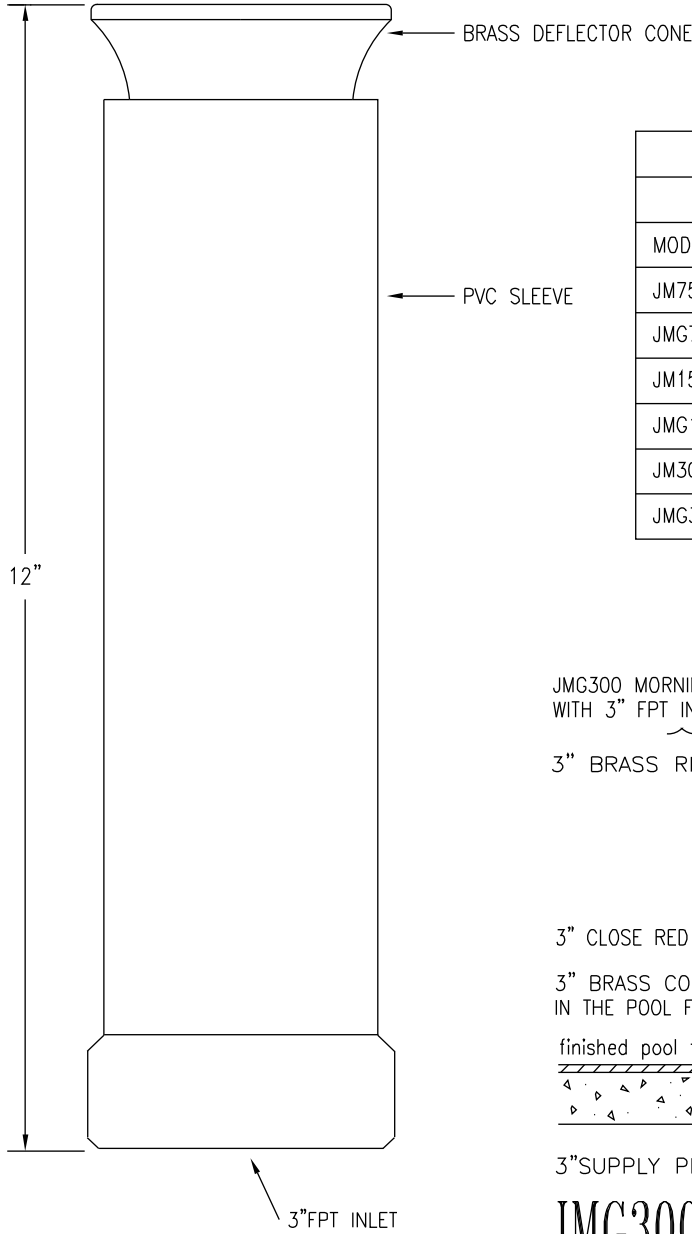 BRASS DEFLECTOR CONE
PVC SLEEVE
12”
3”FPT INLET
MOD
JM75
JMG7
JM15
JMG1
JM30
JMG3
JMG300 MORNI
WITH 3” FPT IN
3” BRASS RI
3” CLOSE RED
3” BRASS CO
IN THE POOL F
finished pool
3”SUPPLY PI
JMG300